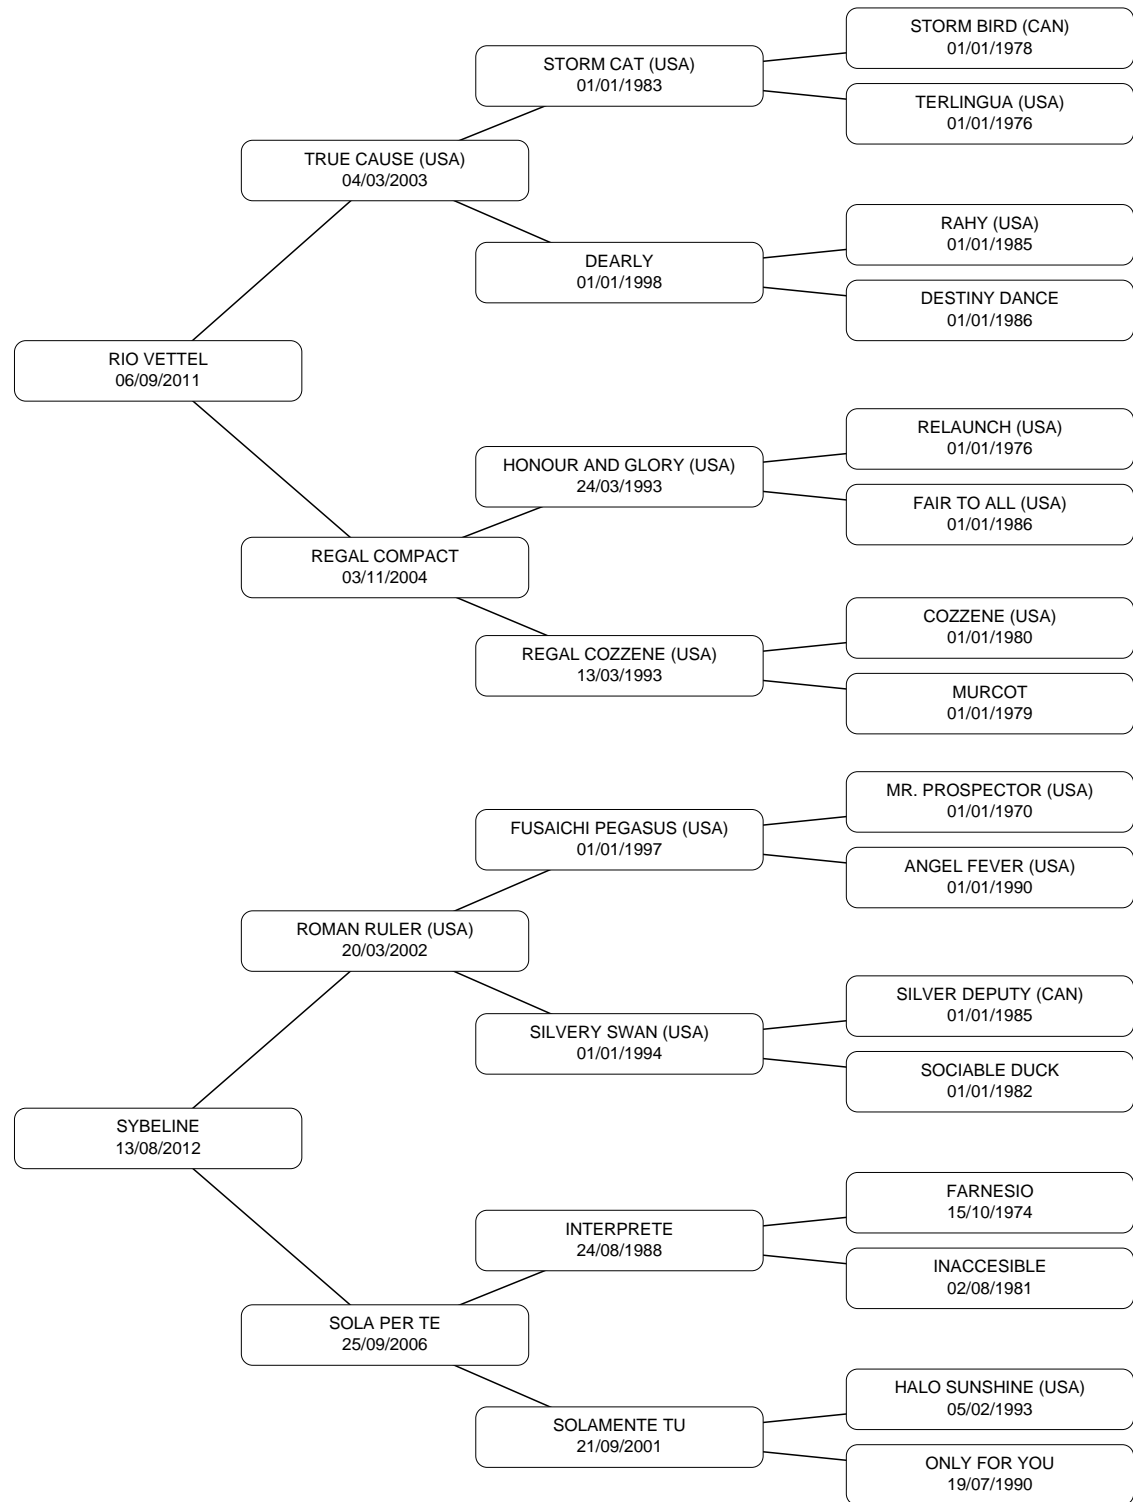 STORM BIRD (CAN)
01/01/1978
STORM CAT (USA)
01/01/1983
TERLINGUA (USA)
01/01/1976
TRUE CAUSE (USA)
04/03/2003
RAHY (USA)
01/01/1985
DEARLY
01/01/1998
DESTINY DANCE
01/01/1986
RIO VETTEL
06/09/2011
RELAUNCH (USA)
01/01/1976
HONOUR AND GLORY (USA)
24/03/1993
FAIR TO ALL (USA)
01/01/1986
REGAL COMPACT
03/11/2004
COZZENE (USA)
01/01/1980
REGAL COZZENE (USA)
13/03/1993
MURCOT
01/01/1979
MR. PROSPECTOR (USA)
01/01/1970
FUSAICHI PEGASUS (USA)
01/01/1997
ANGEL FEVER (USA)
01/01/1990
ROMAN RULER (USA)
20/03/2002
SILVER DEPUTY (CAN)
01/01/1985
SILVERY SWAN (USA)
01/01/1994
SOCIABLE DUCK
01/01/1982
SYBELINE
13/08/2012
FARNESIO
15/10/1974
INTERPRETE
24/08/1988
INACCESIBLE
02/08/1981
SOLA PER TE
25/09/2006
HALO SUNSHINE (USA)
05/02/1993
SOLAMENTE TU
21/09/2001
ONLY FOR YOU
19/07/1990